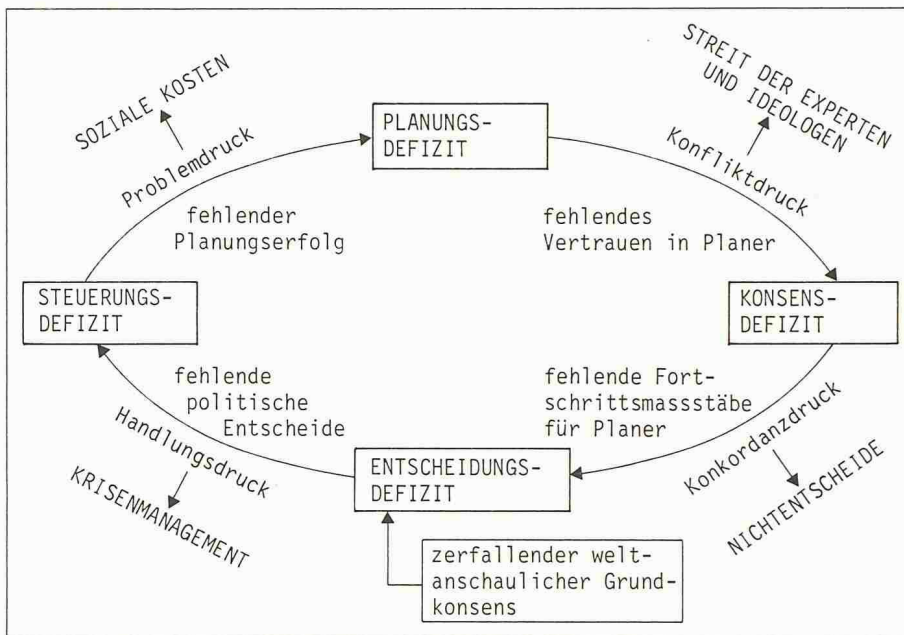 SOZIALE KOSTEN
Problemdruck
fehlender
Planungserfolg
PLANUNGS-
DEFIZIT
STREIT DER EXPERTEN
UND IDEOLOGEN
Konfliktdruck
fehlendes
Vertrauen in Planer
STEUERUNGS-
DEFIZIT
KONSENS-
DEFIZIT
fehlende
politische
Entscheide
Handlungsdruck
KRISENMANAGEMENT
fehlende Fort-
schrittsmassstäbe
für Planer
Konkordanzdruck
NICHTENTSCHEIDE
ENTSCHEIDUNGS-
DEFIZIT
zerfallender welt-
anschaulicher Grund-
konsens